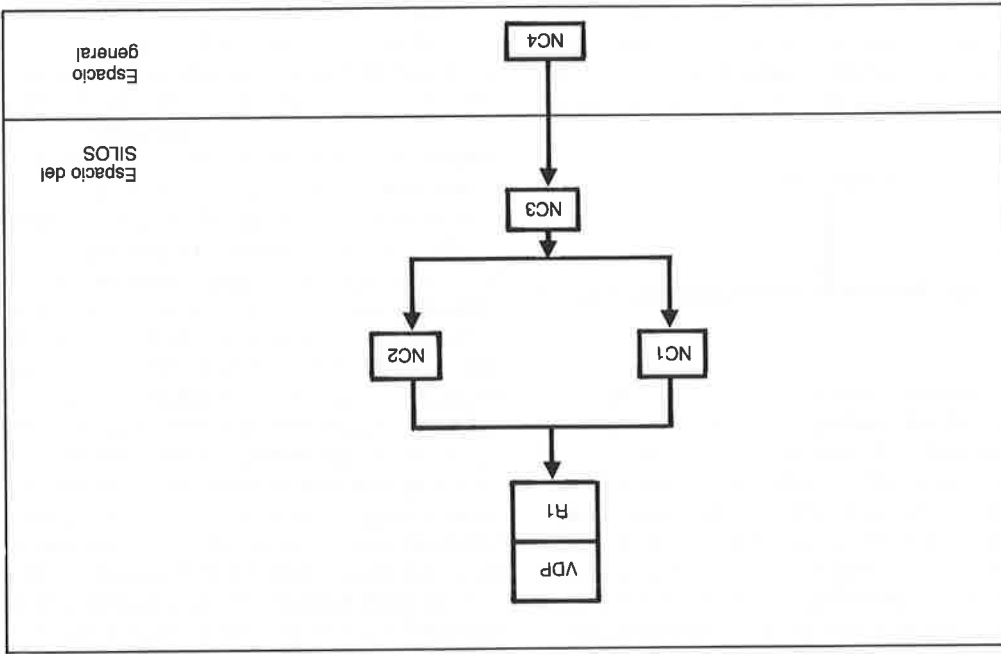 VDP
R1
NC1
NC2
NC3
Espacio del
SILOS
NC4
Espacio
general